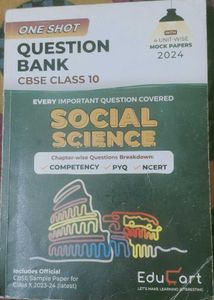 ONE SHOT
QUESTION
BANK
CBSE CLASS 10
WITH
4 UNIT-WISE
MOCK PAPERS
2024
EVERY IMPORTANT QUESTION COVERED
SOCIAL
SCIENCE
Chapter-wise Questions Breakdown:
COMPETENCY PYQ NCERT
Includes Official
CBSE Sample Paper for
Class X 2023-24 (latest)
EduCart
LET'S MAKE LEARNING INTERESTING